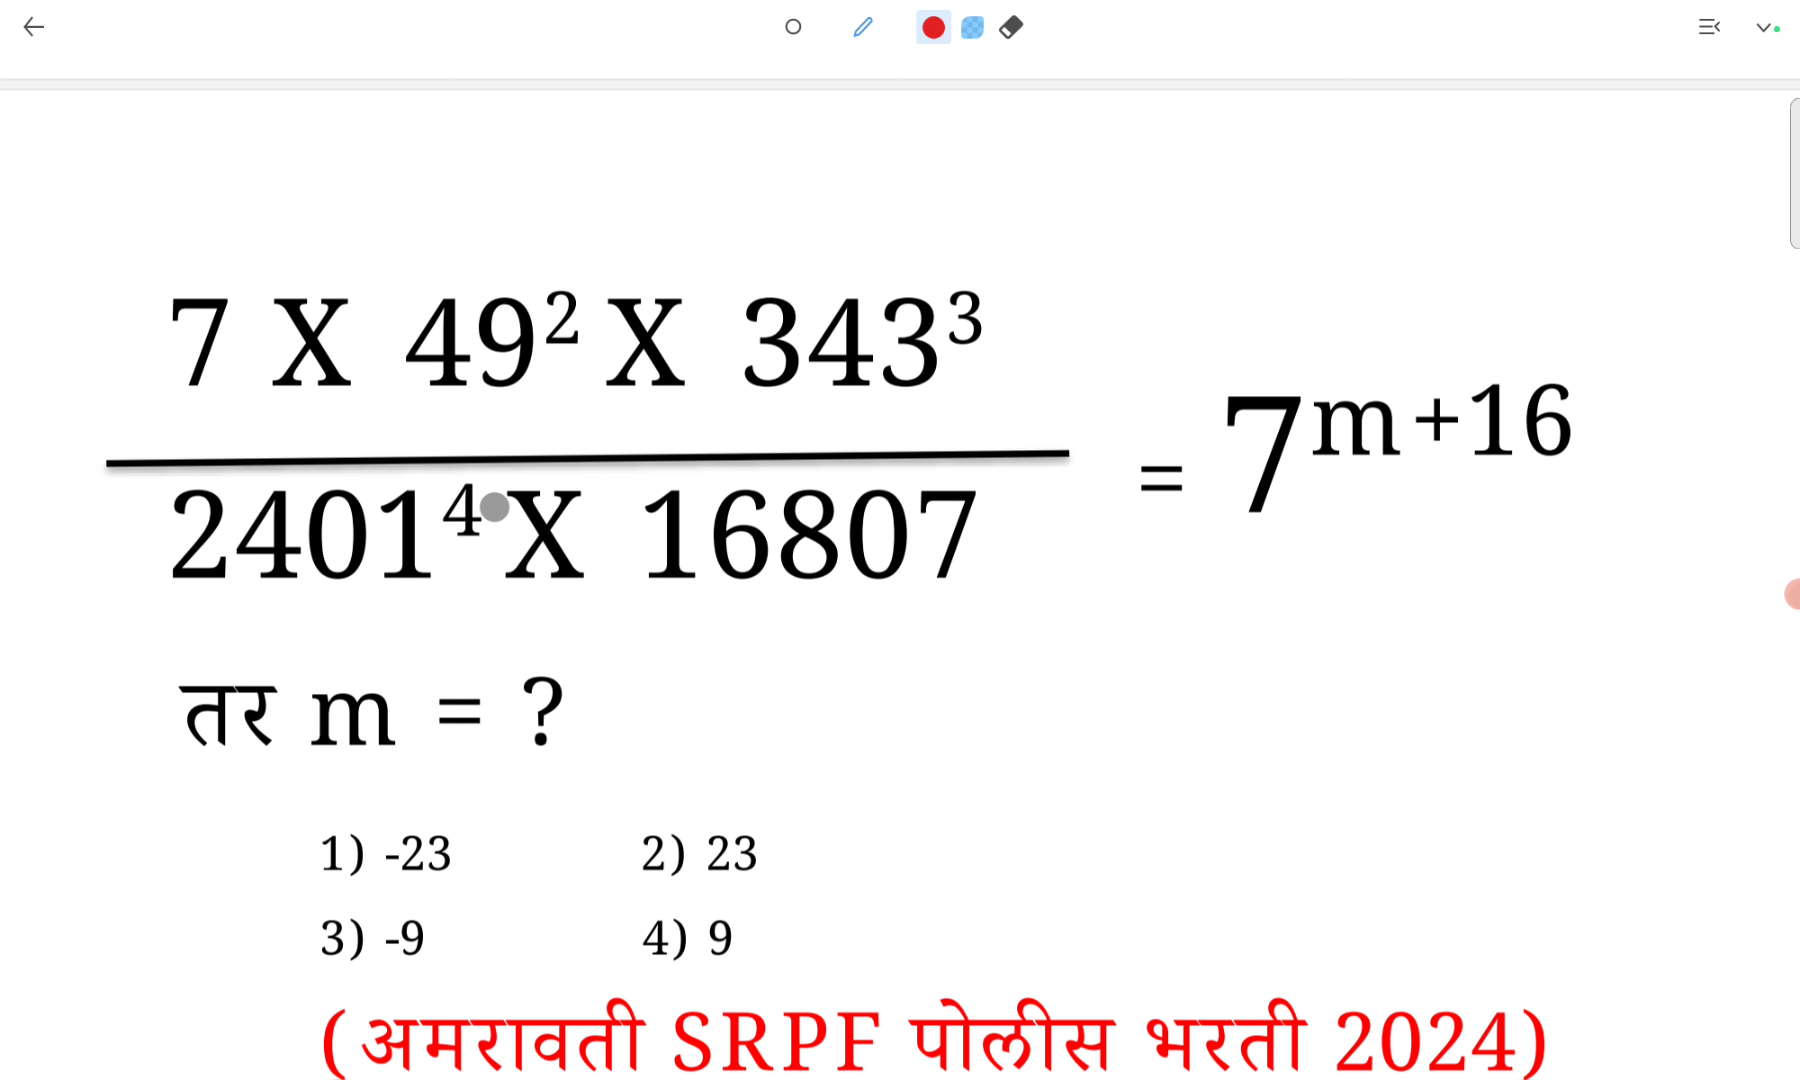 7 X 49² X 343³
= 7ᵐ⁺¹⁶
2401⁴ X 16807
तर m = ?
1) -23 2) 23
3) -9 4) 9
(अमरावती SRPF पोलीस भरती 2024)